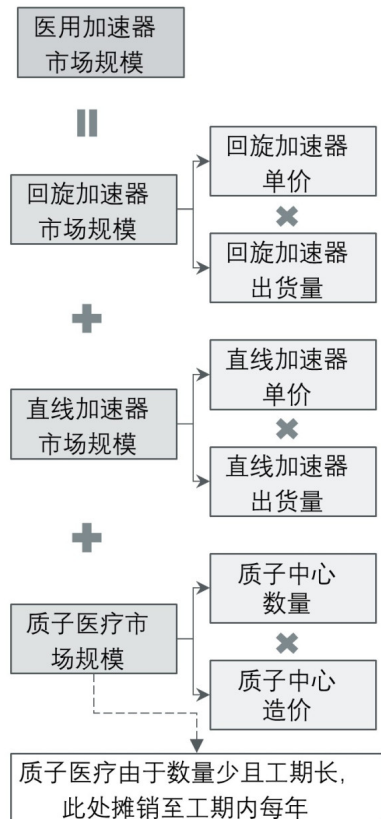 医用加速器
市场规模
回旋加速器
市场规模
回旋加速器
单价
回旋加速器
出货量
直线加速器
市场规模
直线加速器
单价
直线加速器
出货量
质子医疗市
场规模
质子中心
数量
质子中心
造价
质子医疗由于数量少且工期长，
此处摊销至工期内每年